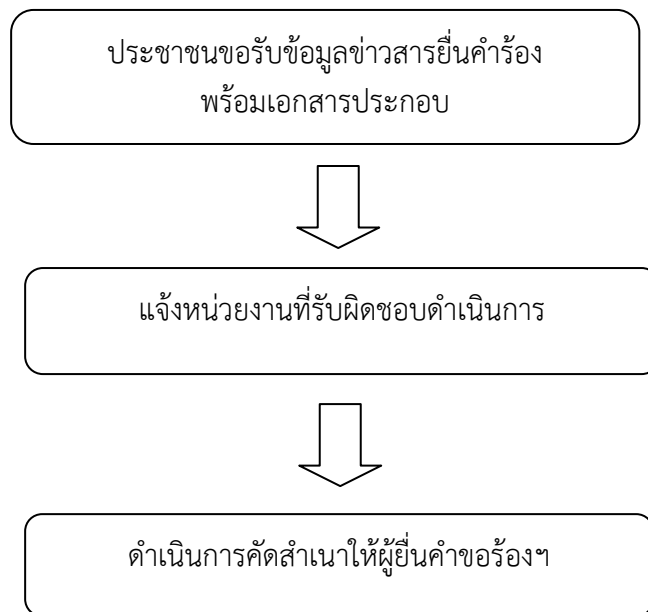 ประชาชนขอรับข้อมูลข่าวสารยื่นคำร้อง
พร้อมเอกสารประกอบ
แจ้งหน่วยงานที่รับผิดชอบดำเนินการ
ดำเนินการคัดสำเนาให้ผู้ยื่นคำขอร้องฯ